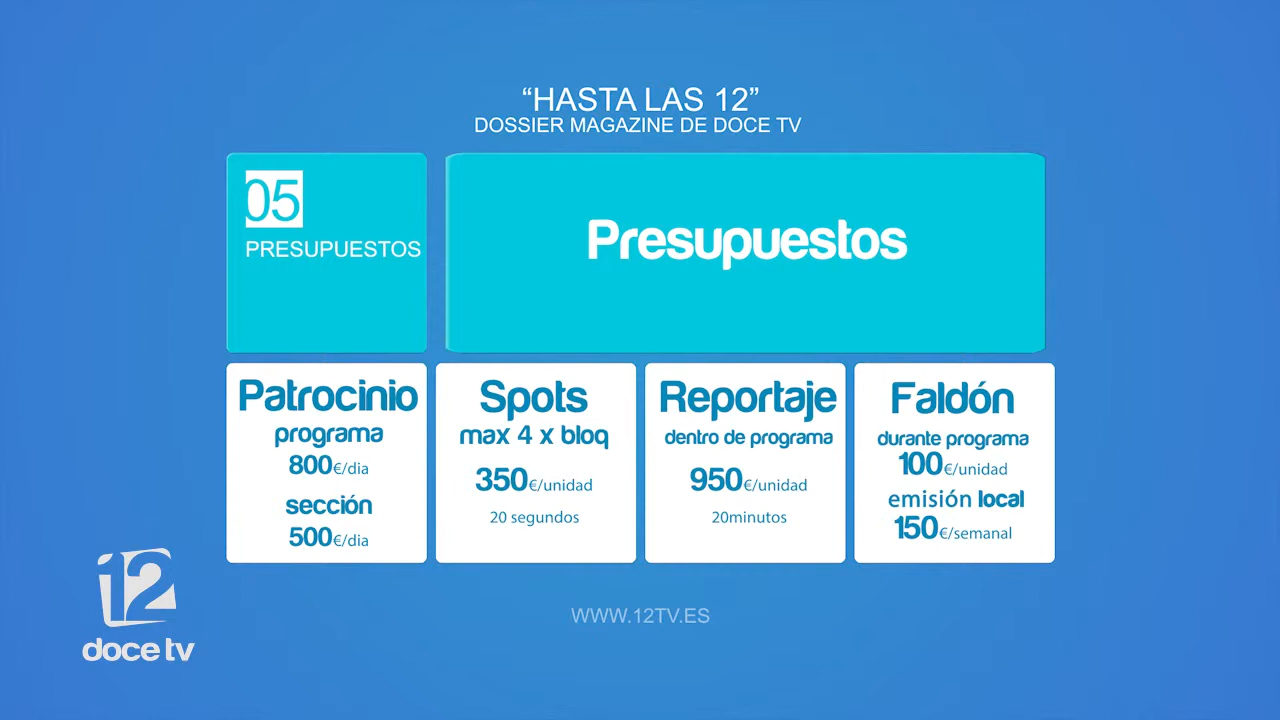 “HASTA LAS 12”
DOSSIER MAGAZINE DE DOCE TV
05
PRESUPUESTOS
Presupuestos
Patrocinio
programa
800€/dia
sección
500€/dia
Spots
max 4 x bloq
350€/unidad
20 segundos
Reportaje
dentro de programa
950€/unidad
20minutos
Faldón
durante programa
100€/unidad
emisión local
150€/semanal
12
doce tv
WWW.12TV.ES